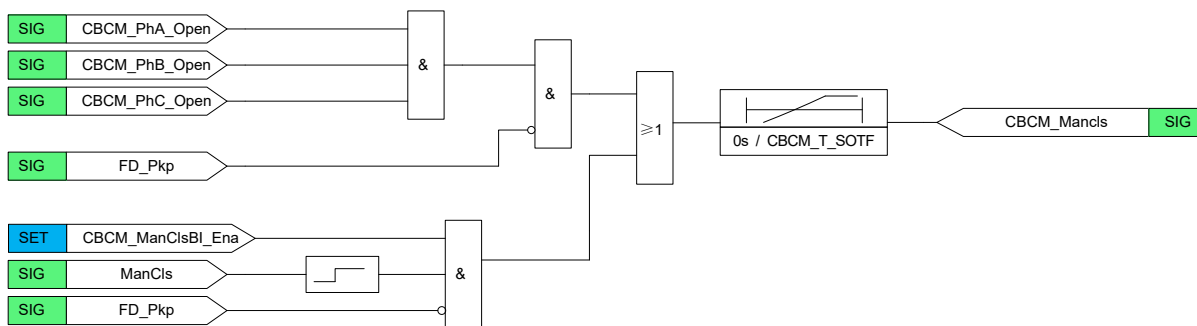 SIG CBCM_PhA_Open
SIG CBCM_PhB_Open
SIG CBCM_PhC_Open
&
SIG FD_Pkp
&
≥1
0s / CBCM_T_SOTF
CBCM_Mancls SIG
SET CBCM_ManClsBI_Ena
SIG ManCls
SIG FD_Pkp
&